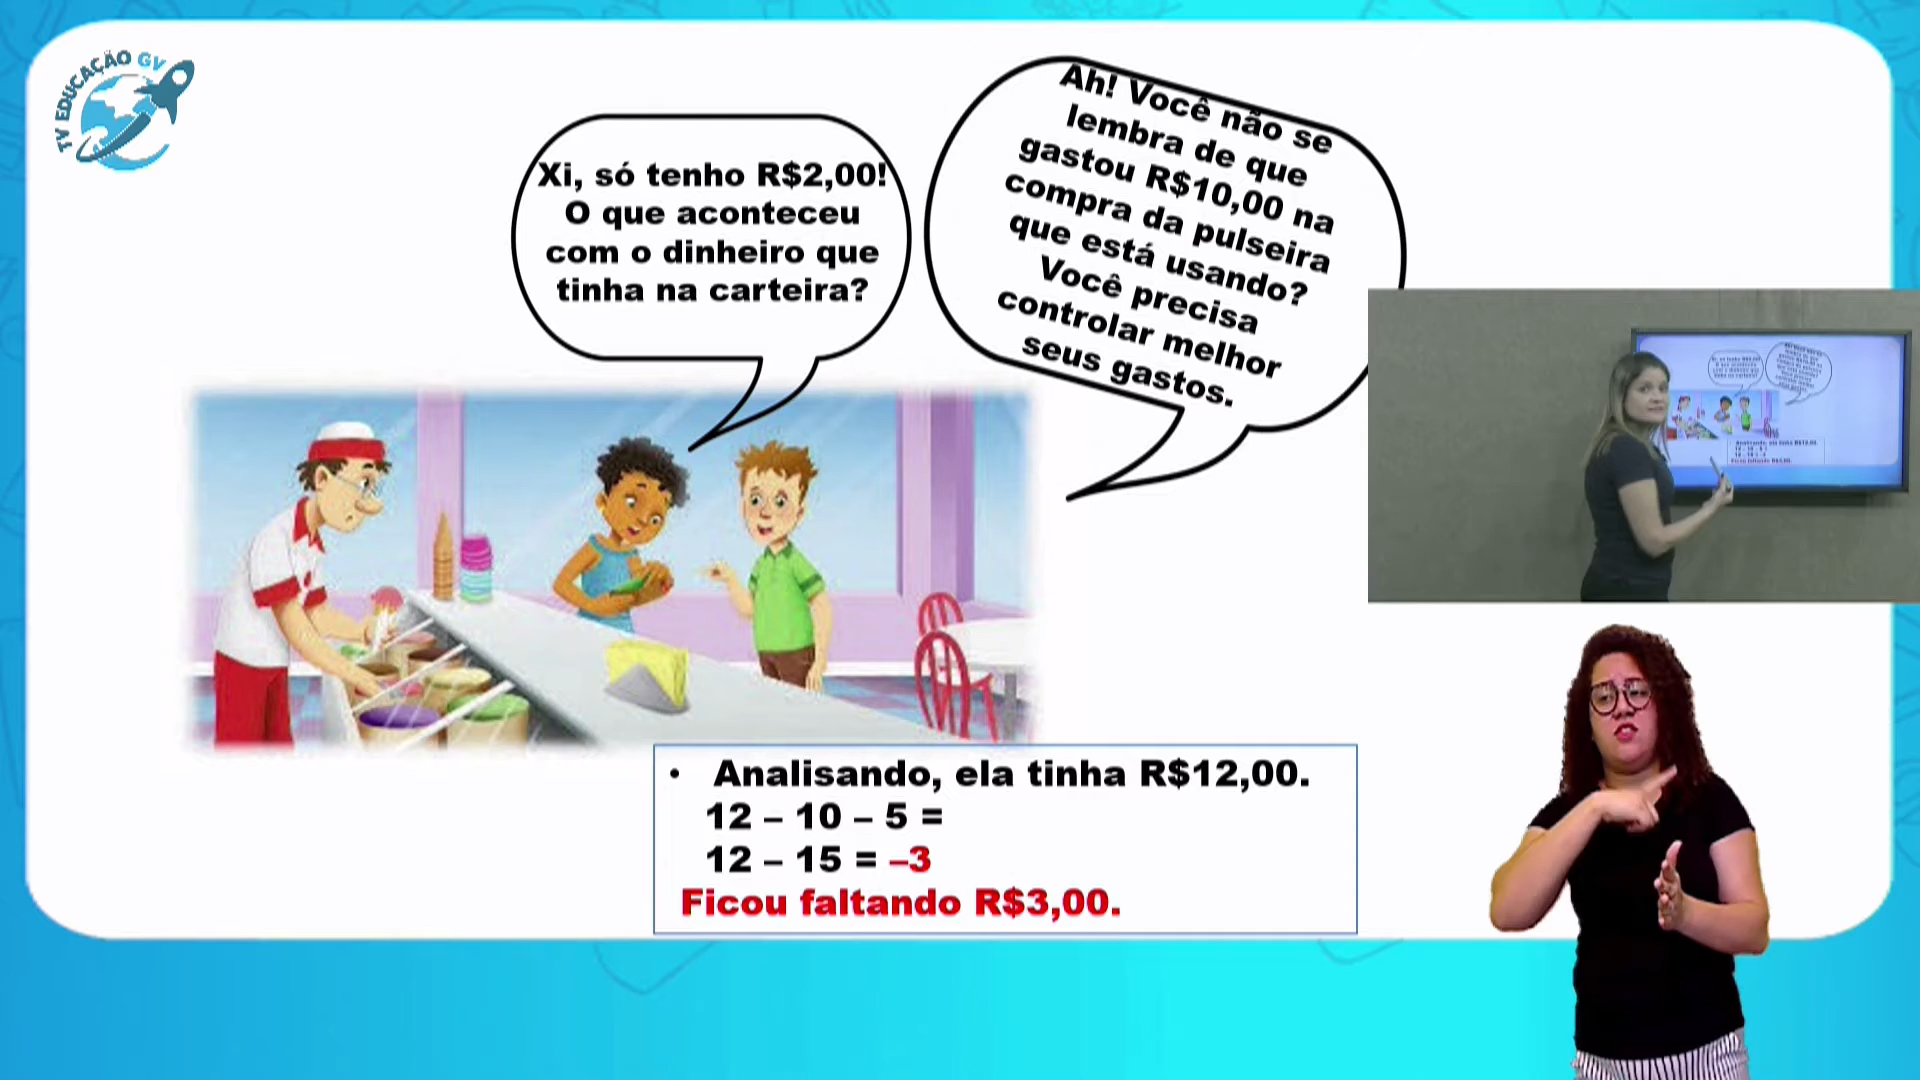 TV EDUCAÇÃO GV
Xi, só tenho R$2,00!
O que aconteceu
com o dinheiro que
tinha na carteira?
Ah! Você não se
lembra de que
gastou R$10,00 na
compra da pulseira
que está usando?
Você precisa
controlar melhor
seus gastos.
• Analisando, ela tinha R$12,00.
12 – 10 – 5 =
12 – 15 = –3
Ficou faltando R$3,00.